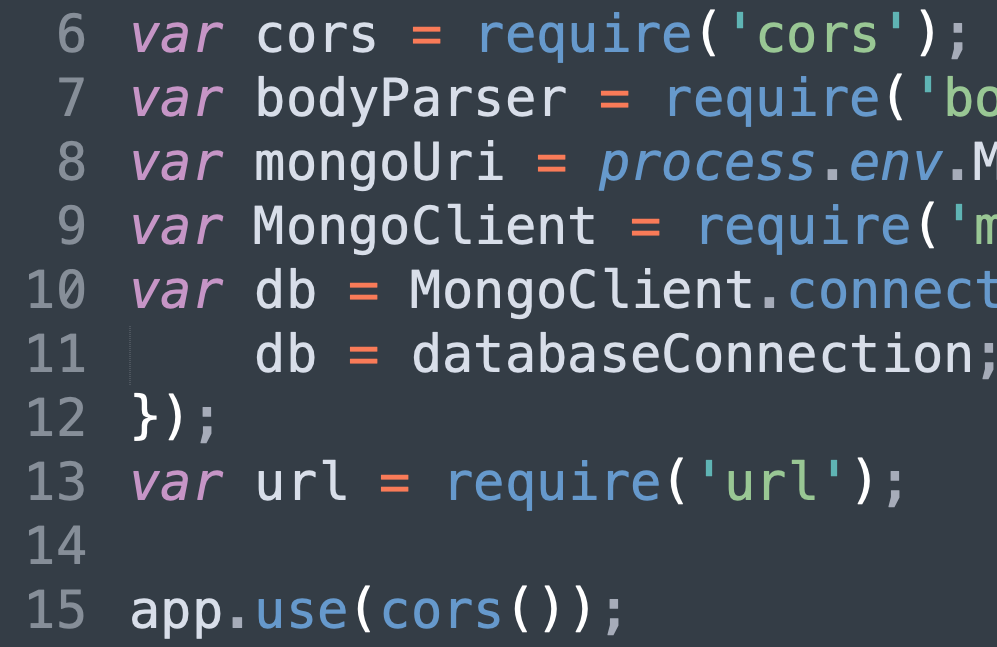 6 var cors = require('cors');
7 var bodyParser = require('bo
8 var mongoUri = process.env.M
9 var MongoClient = require('m
10 var db = MongoClient.connect
11     db = databaseConnection;
12 });
13 var url = require('url');
14
15 app.use(cors());